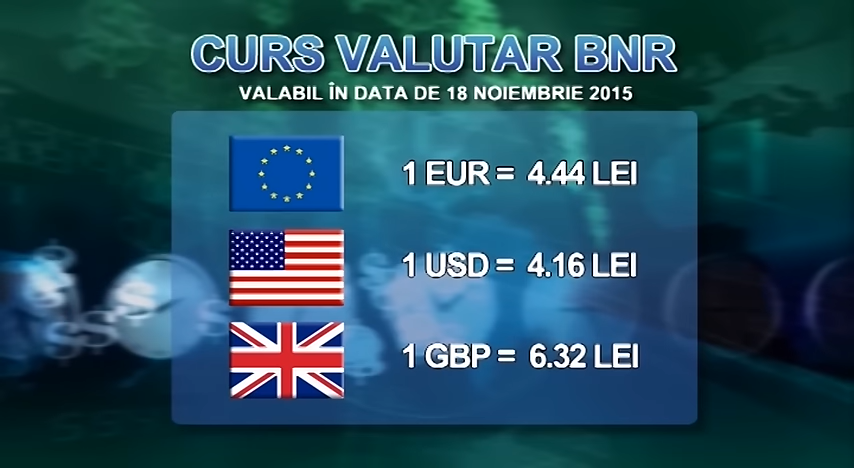 CURS VALUTAR BNR
VALABIL ÎN DATA DE 18 NOIEMBRIE 2015
1 EUR = 4.44 LEI
1 USD = 4.16 LEI
1 GBP = 6.32 LEI